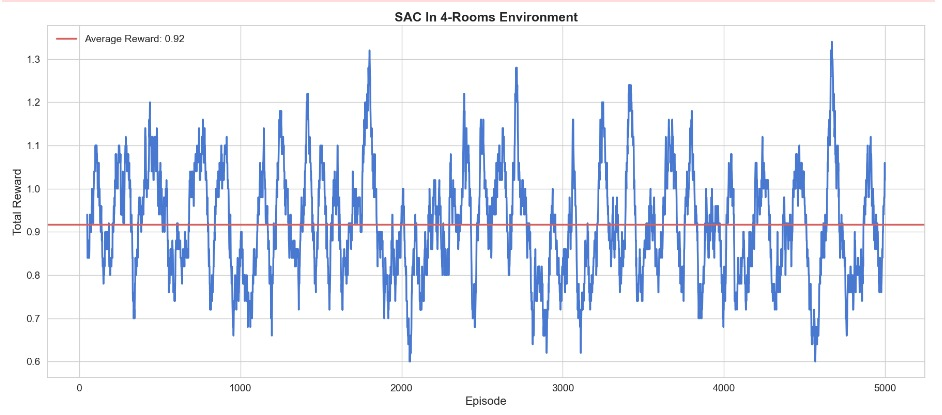 SAC In 4-Rooms Environment
Average Reward: 0.92
Total Reward
1.3
1.2
1.1
1.0
0.9
0.8
0.7
0.6
0 1000 2000 3000 4000 5000
Episode